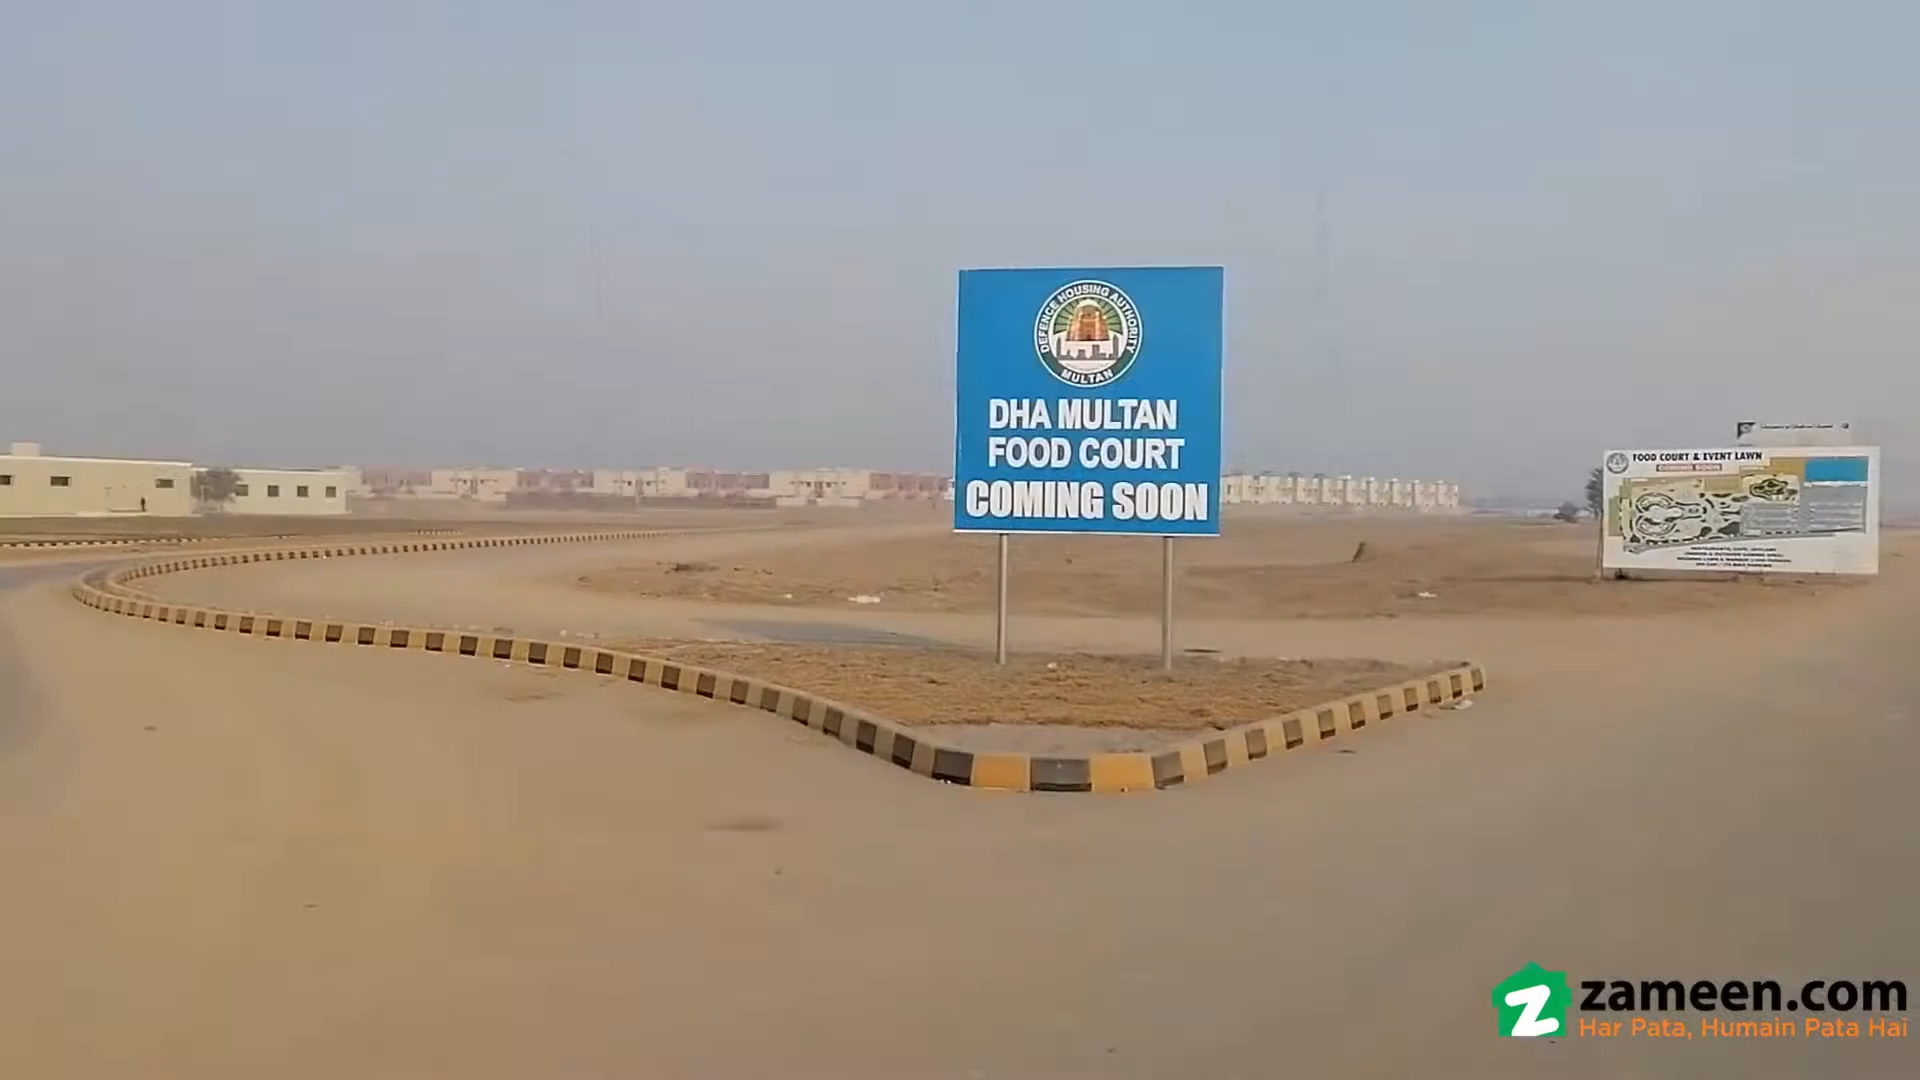 DEFENCE HOUSING AUTHORITY
MULTAN
DHA MULTAN
FOOD COURT
COMING SOON
FOOD COURT & EVENT LAWN
COMING SOON
zameen.com
Har Pata, Humain Pata Hai